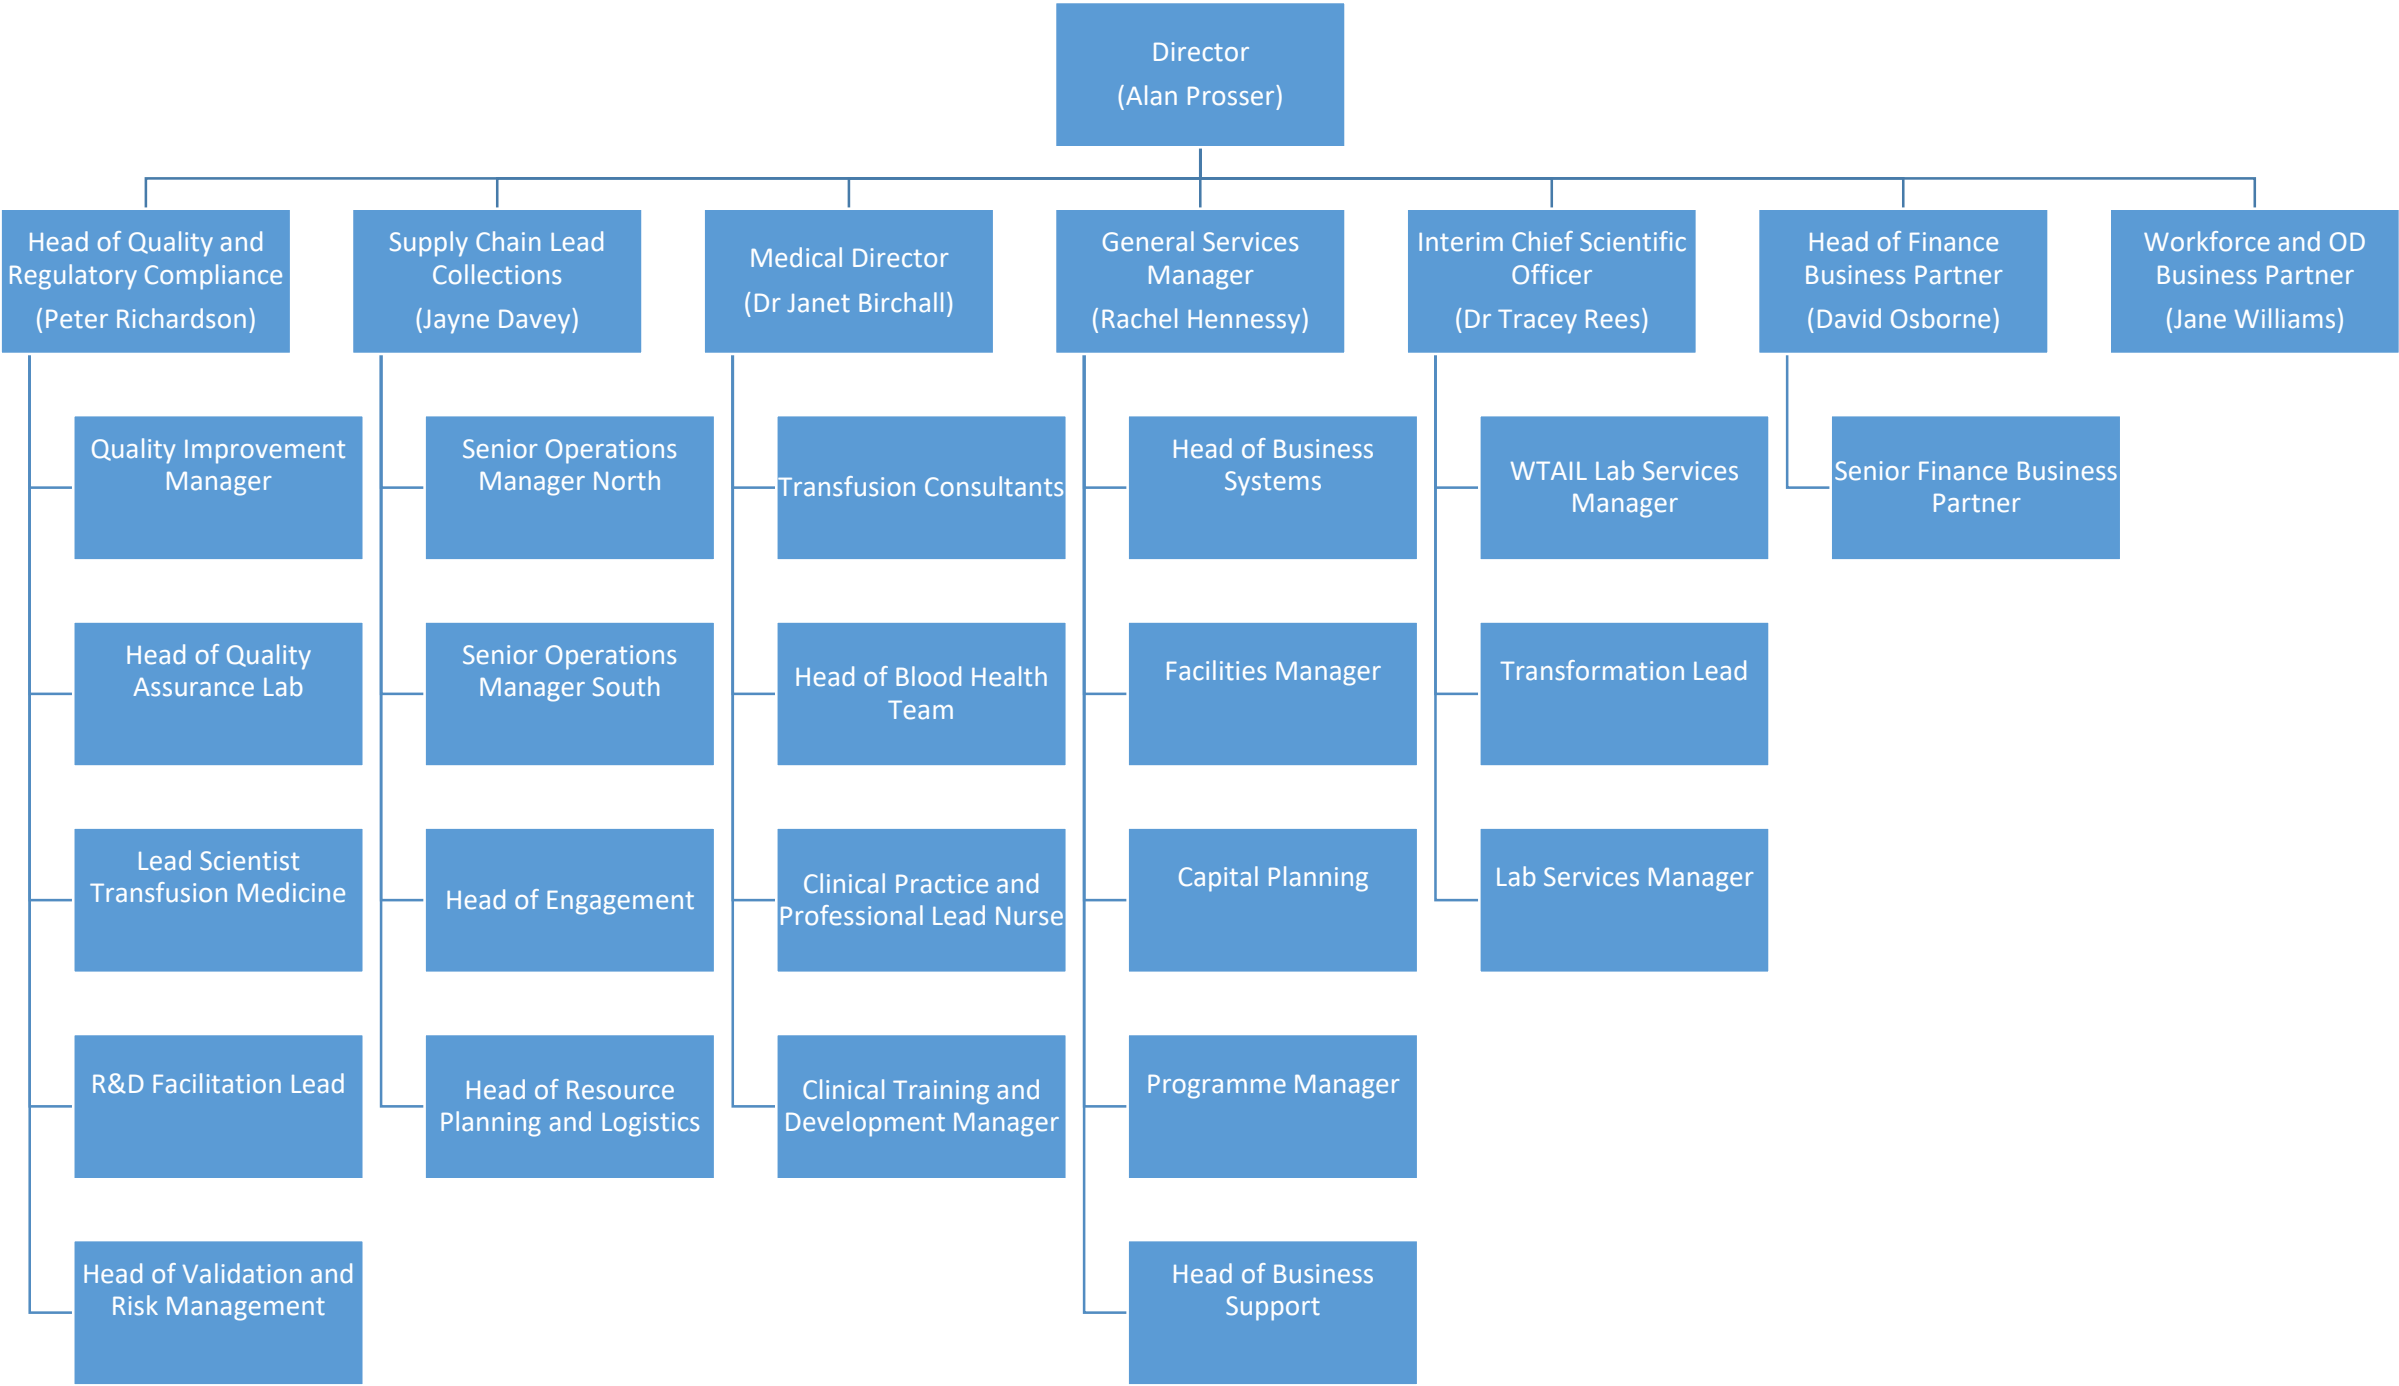 Director
(Alan Prosser)
Head of Quality and
Regulatory Compliance
(Peter Richardson)
Supply Chain Lead
Collections
(Jayne Davey)
Medical Director
(Dr Janet Birchall)
General Services
Manager
(Rachel Hennessy)
Interim Chief Scientific
Officer
(Dr Tracey Rees)
Head of Finance
Business Partner
(David Osborne)
Workforce and OD
Business Partner
(Jane Williams)
Quality Improvement
Manager
Senior Operations
Manager North
Transfusion Consultants
Head of Business
Systems
WTAIL Lab Services
Manager
Senior Finance Business
Partner
Head of Quality
Assurance Lab
Senior Operations
Manager South
Head of Blood Health
Team
Facilities Manager
Transformation Lead
Lead Scientist
Transfusion Medicine
Head of Engagement
Clinical Practice and
Professional Lead Nurse
Capital Planning
Lab Services Manager
R&D Facilitation Lead
Head of Resource
Planning and Logistics
Clinical Training and
Development Manager
Programme Manager
Head of Validation and
Risk Management
Head of Business
Support